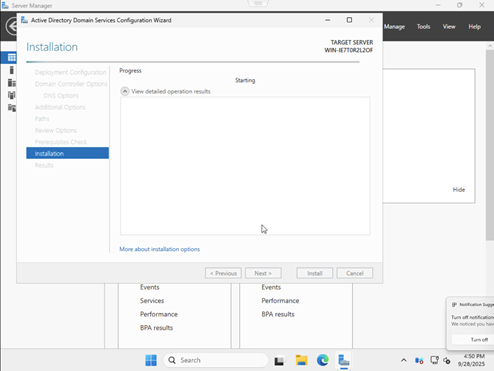 Server Manager
Manage Tools View Help
Active Directory Domain Services Configuration Wizard
Installation
TARGET SERVER
WIN-IE7T0R2L2OF
Deployment Configuration
Domain Controller Options
DNS Options
Additional Options
Paths
Review Options
Prerequisites Check
Installation
Results
Progress
Starting
View detailed operation results
More about installation options
< Previous
Next >
Install
Cancel
Hide
Events
Services
Performance
BPA results
Events
Performance
BPA results
Notification Sugge
Turn off notification
We noticed you have
Turn off
Search
4:50 PM
9/28/2025